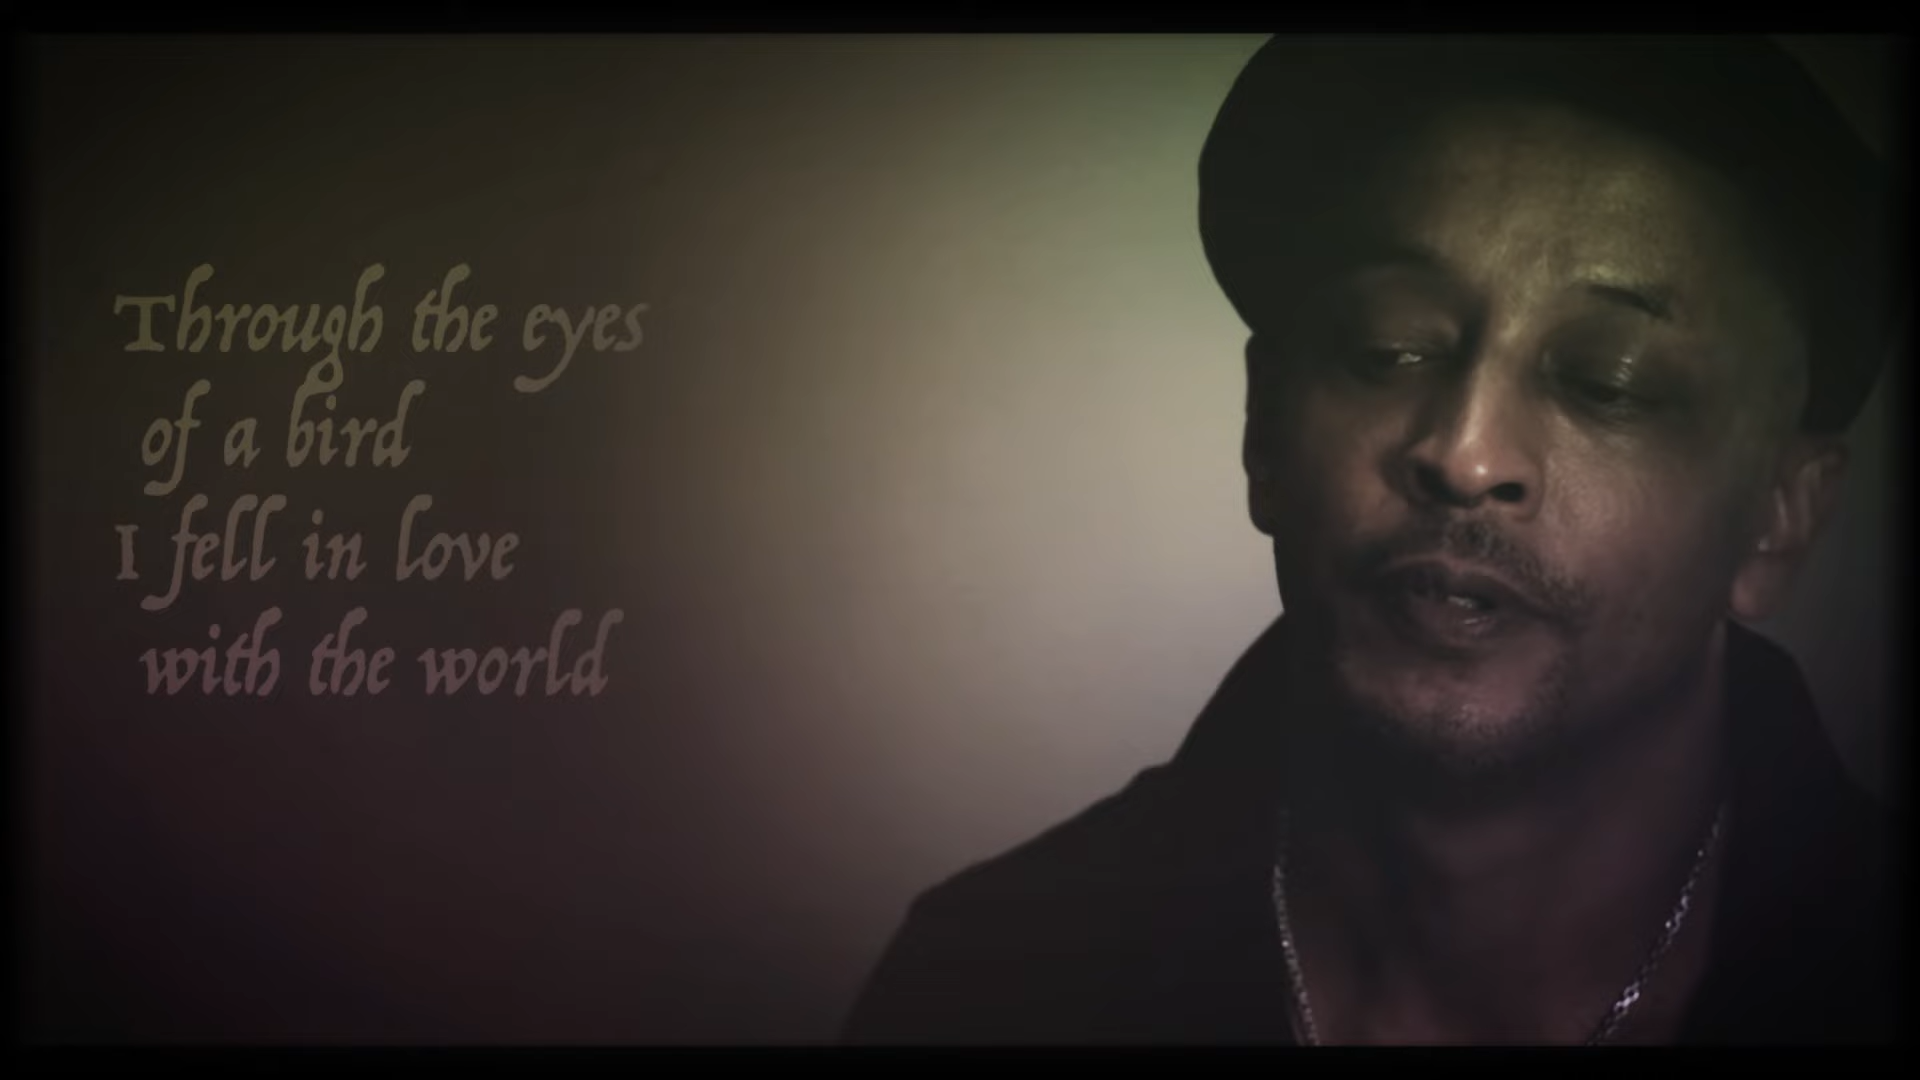 Through the eyes
of a bird
I fell in love
with the world